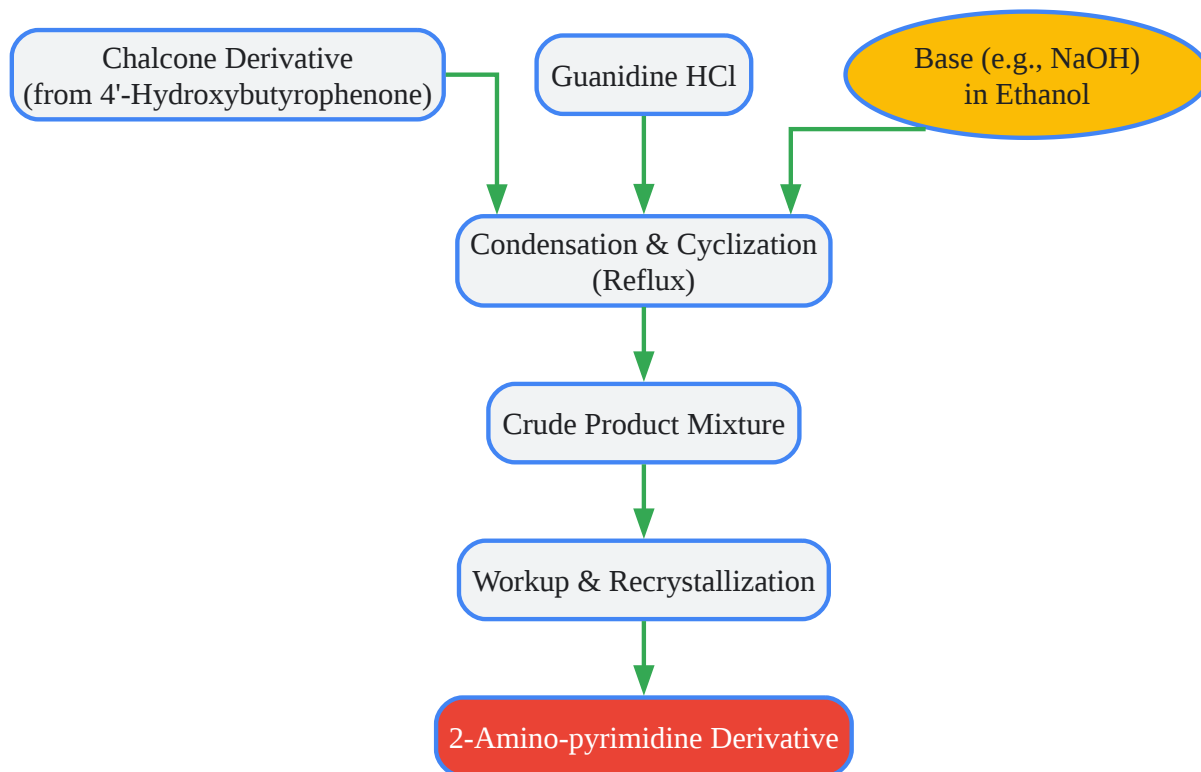 Chalcone Derivative
(from 4'-Hydroxybutyrophenone)
Guanidine HCl
Base (e.g., NaOH)
in Ethanol
Condensation & Cyclization
(Reflux)
Crude Product Mixture
Workup & Recrystallization
2-Amino-pyrimidine Derivative